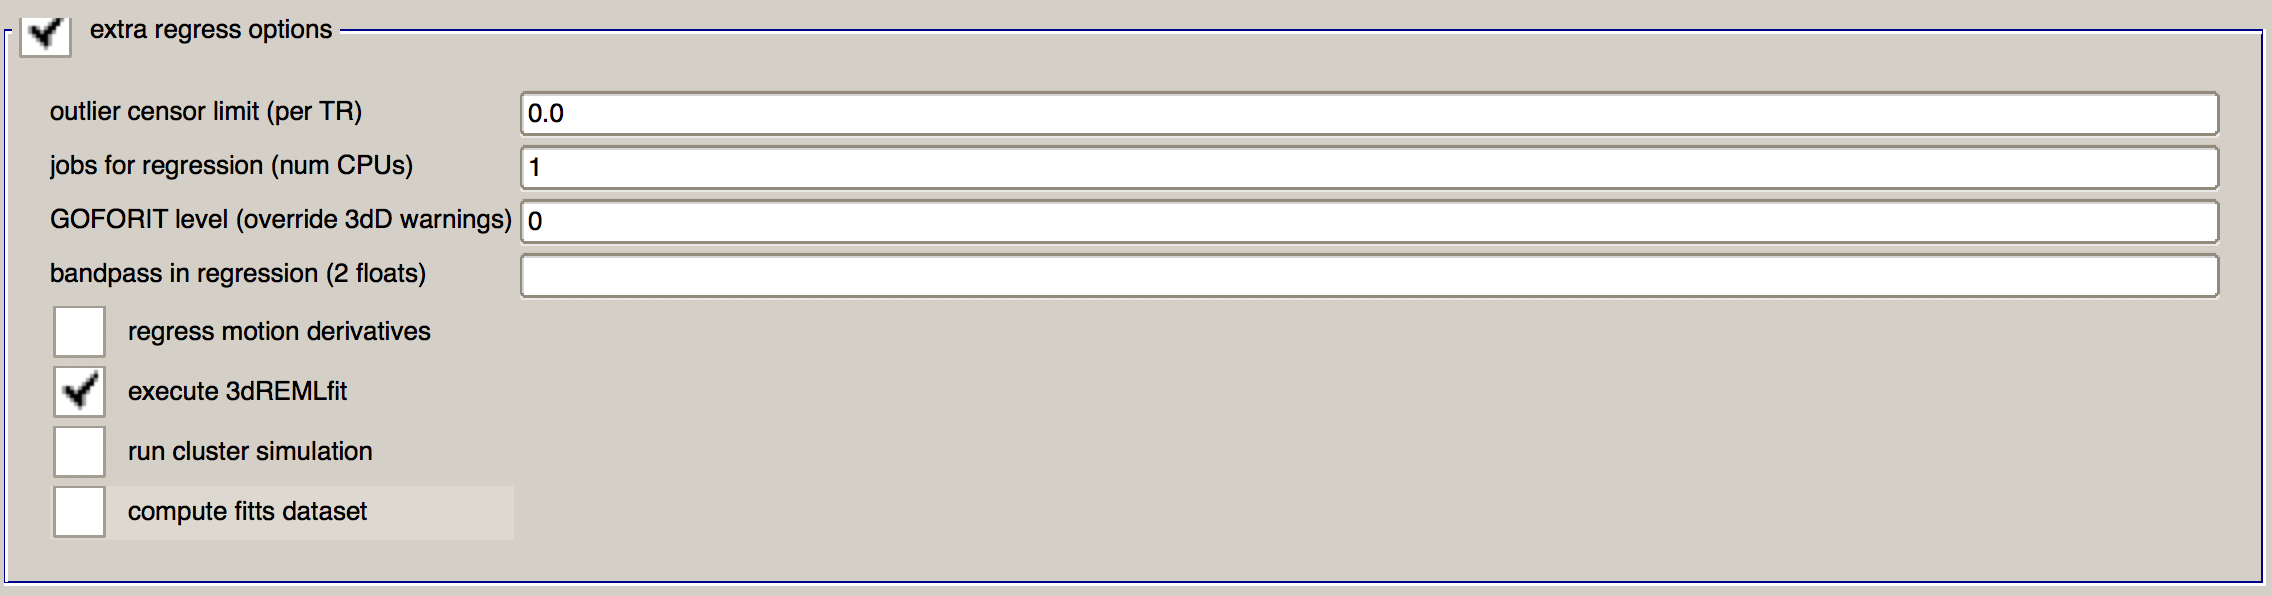 extra regress options
outlier censor limit (per TR) 0.0
jobs for regression (num CPUs) 1
GOFORIT level (override 3dD warnings) 0
bandpass in regression (2 floats)
regress motion derivatives
execute 3dREMLfit
run cluster simulation
compute fitts dataset